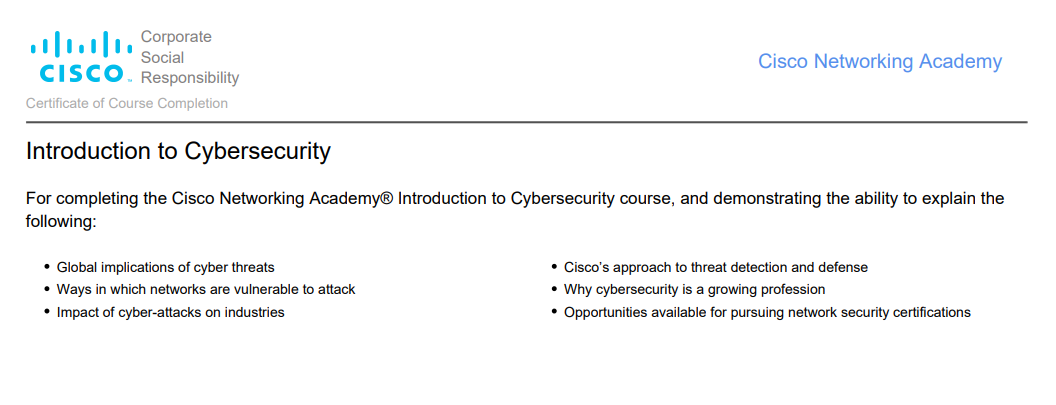 Corporate
Social
Responsibility
CISCO™
Cisco Networking Academy
Certificate of Course Completion
Introduction to Cybersecurity
For completing the Cisco Networking Academy® Introduction to Cybersecurity course, and demonstrating the ability to explain the
following:
• Global implications of cyber threats
• Ways in which networks are vulnerable to attack
• Impact of cyber-attacks on industries
• Cisco’s approach to threat detection and defense
• Why cybersecurity is a growing profession
• Opportunities available for pursuing network security certifications